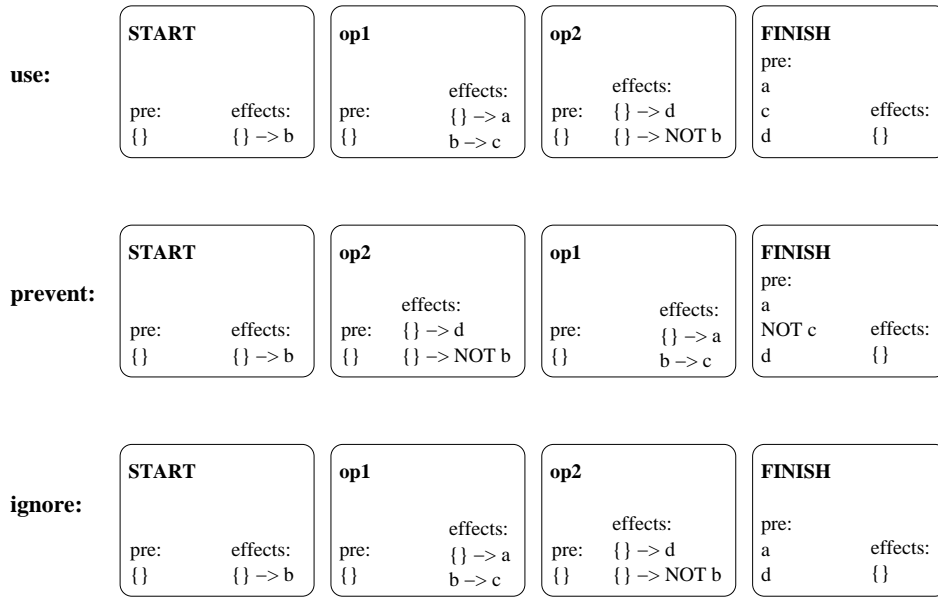 use:
START
pre:
{}
effects:
{} –> b
op1
pre:
{}
effects:
{} –> a
b –> c
op2
pre:
{}
effects:
{} –> d
{} –> NOT b
FINISH
pre:
a
c
d
effects:
{}
prevent:
START
pre:
{}
effects:
{} –> b
op2
pre:
{}
effects:
{} –> d
{} –> NOT b
op1
pre:
{}
effects:
{} –> a
b –> c
FINISH
pre:
a
NOT c
d
effects:
{}
ignore:
START
pre:
{}
effects:
{} –> b
op1
pre:
{}
effects:
{} –> a
b –> c
op2
pre:
{}
effects:
{} –> d
{} –> NOT b
FINISH
pre:
a
d
effects:
{}